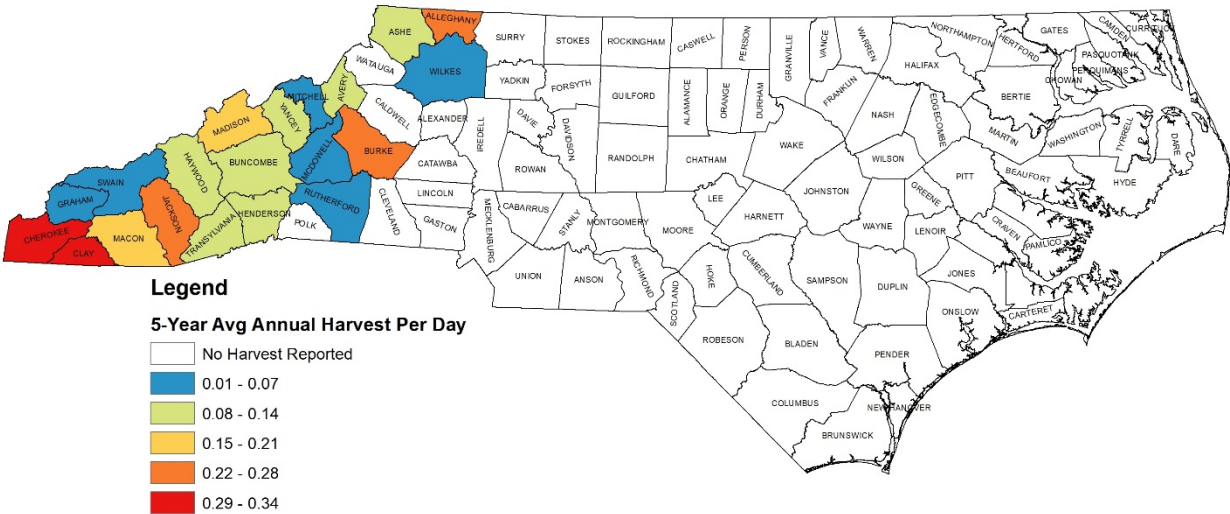 ALLEGHANY
ASHE
SURRY
STOKES
ROCKINGHAM
CASWELL
PERSON
GRANVILLE
VANCE
WARREN
NORTHAMPTON
HERTFORD
GATES
CAMDEN
CURRITUCK
PASQUOTANK
PERQUIMANS
CHOWAN
WATAUGA
WILKES
YADKIN
FORSYTH
GUILFORD
ALAMANCE
ORANGE
DURHAM
FRANKLIN
HALIFAX
BERTIE
MITCHELL
AVERY
CALDWELL
ALEXANDER
IREDELL
DAVIE
DAVIDSON
NASH
EDGECOMBE
MARTIN
WASHINGTON
TYRRELL
DARE
MADISON
YANCEY
MCDOWELL
BURKE
CATAWBA
ROWAN
RANDOLPH
CHATHAM
WAKE
WILSON
PITT
BEAUFORT
HYDE
HAYWOOD
BUNCOMBE
SWAIN
GRAHAM
JACKSON
RUTHERFORD
LINCOLN
CLEVELAND
GASTON
MECKLENBURG
CABARRUS
STANLY
MONTGOMERY
MOORE
LEE
HARNETT
JOHNSTON
WAYNE
GREENE
LENOIR
CRAVEN
PAMLICO
CHEROKEE
CLAY
MACON
TRANSYLVANIA
HENDERSON
POLK
UNION
ANSON
RICHMOND
SCOTLAND
HOKE
CUMBERLAND
SAMPSON
DUPLIN
JONES
CARTERET
ONSLOW
ROBESON
BLADEN
PENDER
COLUMBUS
NEW HANOVER
BRUNSWICK
Legend
5-Year Avg Annual Harvest Per Day
No Harvest Reported
0.01 - 0.07
0.08 - 0.14
0.15 - 0.21
0.22 - 0.28
0.29 - 0.34